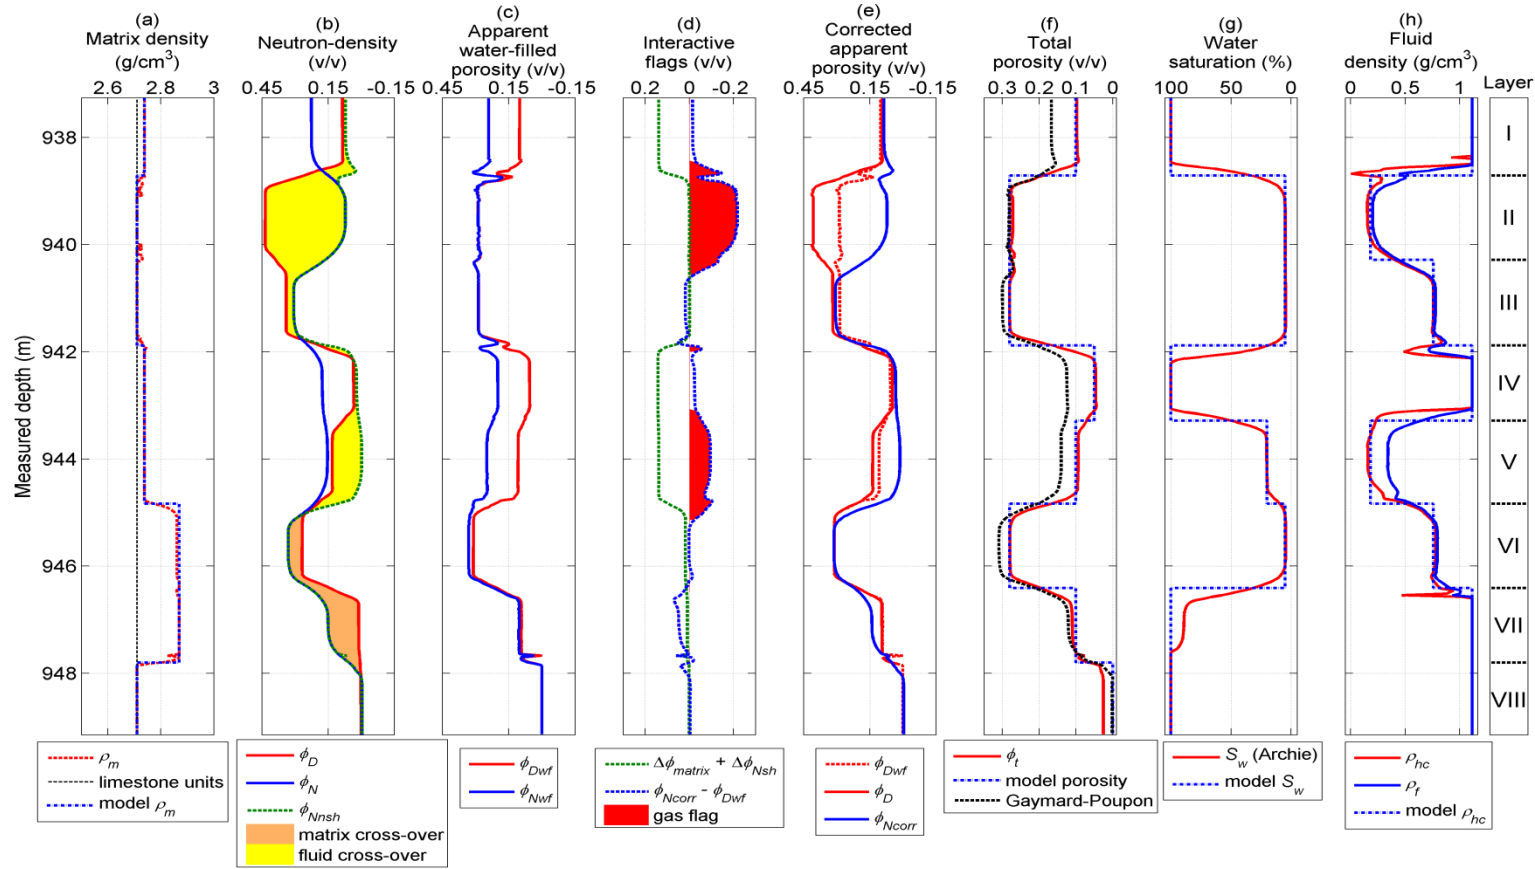 (a)
Matrix density
(g/cm³)
2.6 2.8 3
(b)
Neutron-density
(v/v)
0.45 0.15 -0.15
(c)
Apparent
water-filled
porosity (v/v)
0.45 0.15 -0.15
(d)
Interactive
flags (v/v)
0.2 0 -0.2
(e)
Corrected
apparent
porosity (v/v)
0.45 0.15 -0.15
(f)
Total
porosity (v/v)
0.3 0.2 0.1 0
(g)
Water
saturation (%)
100 50 0
(h)
Fluid
density (g/cm³)
0 0.5 1
Layer
Measured depth (m)
938
940
942
944
946
948
I
II
III
IV
V
VI
VII
VIII
ρm
limestone units
model ρm
ϕD
ϕN
ϕNnsh
matrix cross-over
fluid cross-over
ϕDwf
ϕNwf
Δϕmatrix + ΔϕNsh
ϕNcorr - ϕDwf
gas flag
ϕDwf
ϕD
ϕNcorr
ϕt
model porosity
Gaymard-Poupon
Sw (Archie)
model Sw
ρhc
ρf
model ρhc